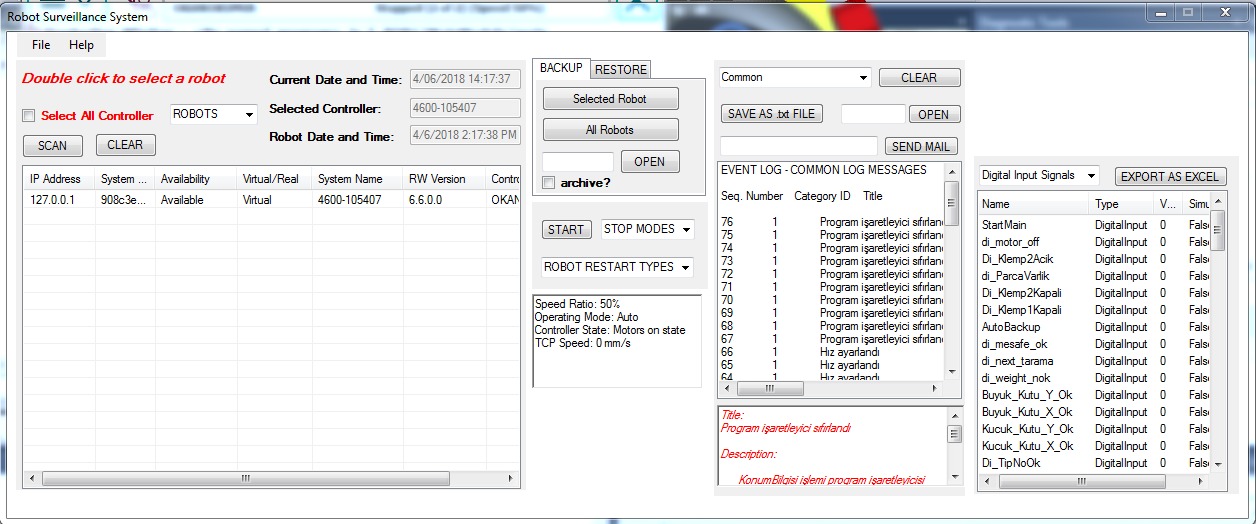 Robot Surveillance System
File Help
Double click to select a robot
Select All Controller
ROBOTS
SCAN
CLEAR
Current Date and Time: 4/06/2018 14:17:37
Selected Controller: 4600-105407
Robot Date and Time: 4/6/2018 2:17:38 PM
IP Address System ... Availability Virtual/Real System Name RW Version Contro
127.0.0.1 908c3e... Available Virtual 4600-105407 6.6.0.0 OKAN
BACKUP RESTORE
Selected Robot
All Robots
OPEN
archive?
START STOP MODES
ROBOT RESTART TYPES
Speed Ratio: 50%
Operating Mode: Auto
Controller State: Motors on state
TCP Speed: 0 mm/s
Common CLEAR
SAVE AS .txt FILE OPEN
SEND MAIL
EVENT LOG - COMMON LOG MESSAGES
Seq. Number Category ID Title
76 1 Program işaretleyici sıfırlan
75 1 Program işaretleyici sıfırlan
74 1 Program işaretleyici sıfırlan
73 1 Program işaretleyici sıfırlan
72 1 Program işaretleyici sıfırlan
71 1 Program işaretleyici sıfırlan
70 1 Program işaretleyici sıfırlan
69 1 Program işaretleyici sıfırlan
68 1 Program işaretleyici sıfırlan
67 1 Program işaretleyici sıfırlan
66 1 Hız ayarlandı
65 1 Hız ayarlandı
64 1 Hız ayarlandı
Title:
Program işaretleyici sıfırlandı
Description:
KonumBilgisi işlemi program işaretleyicisi
Digital Input Signals EXPORT AS EXCEL
Name Type V... Simu
StartMain DigitalInput 0 False
di_motor_off DigitalInput 0 False
Di_Klemp2Acik DigitalInput 0 False
di_ParcaVarlik DigitalInput 0 False
Di_Klemp2Kapali DigitalInput 0 False
Di_Klemp1Kapali DigitalInput 0 False
AutoBackup DigitalInput 0 False
di_mesafe_ok DigitalInput 0 False
di_next_tarama DigitalInput 0 False
di_weight_nok DigitalInput 0 False
Buyuk_Kutu_Y_Ok DigitalInput 0 False
Buyuk_Kutu_X_Ok DigitalInput 0 False
Kucuk_Kutu_Y_Ok DigitalInput 0 False
Kucuk_Kutu_X_Ok DigitalInput 0 False
Di_TipNoOk DigitalInput 0 False